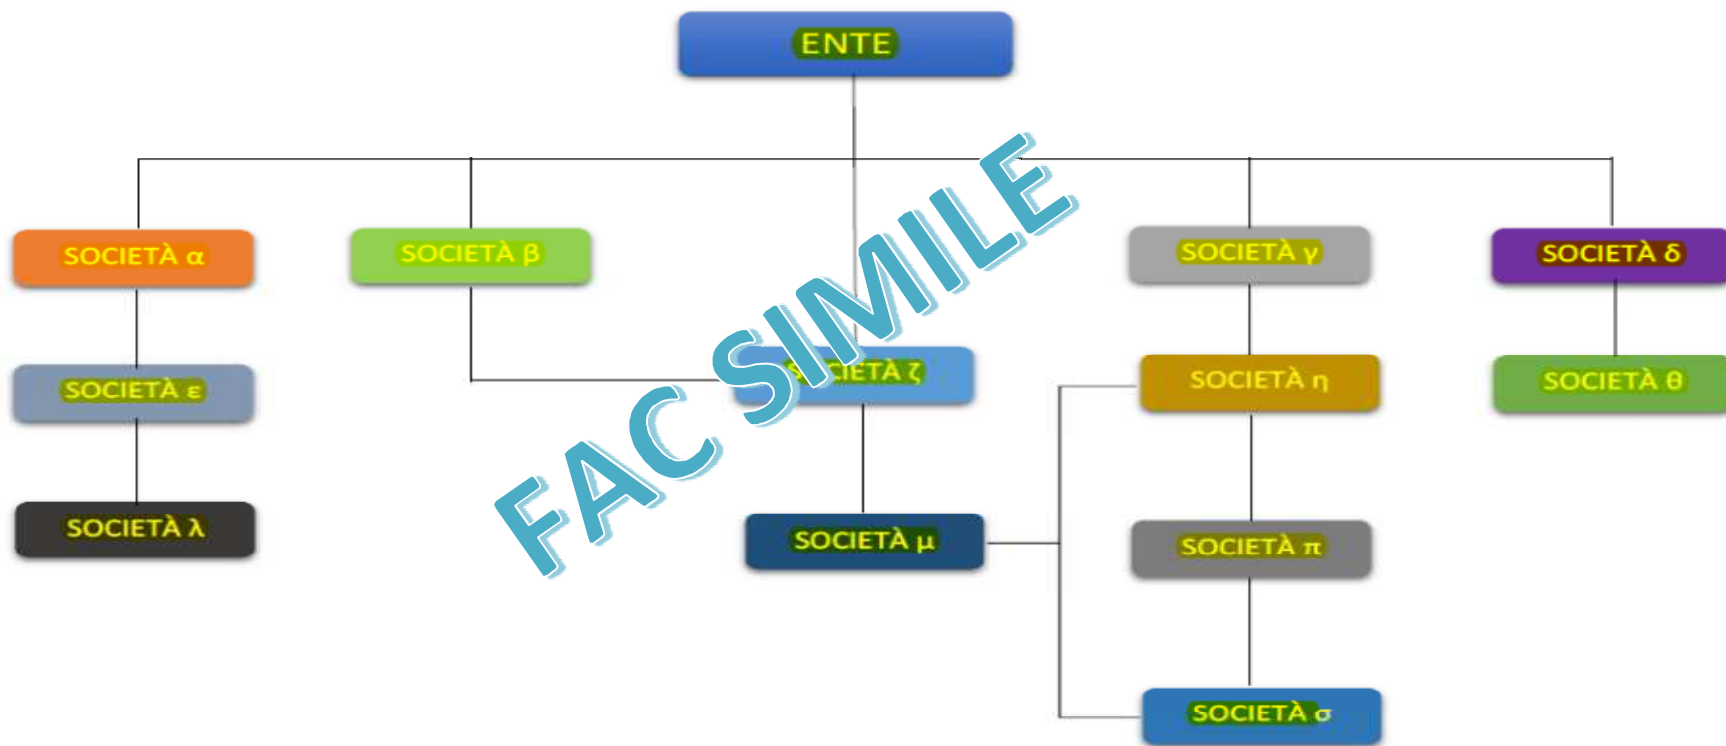 ENTE
SOCIETÀ α
SOCIETÀ β
SOCIETÀ γ
SOCIETÀ δ
SOCIETÀ ε
SOCIETÀ ζ
SOCIETÀ η
SOCIETÀ θ
SOCIETÀ λ
SOCIETÀ μ
SOCIETÀ π
SOCIETÀ σ
FAC SIMILE